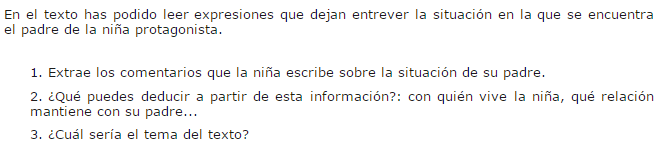 En el texto has podido leer expresiones que dejan entrever la situación en la que se encuentra
el padre de la niña protagonista.
1. Extrae los comentarios que la niña escribe sobre la situación de su padre.
2. ¿Qué puedes deducir a partir de esta información?: con quién vive la niña, qué relación
mantiene con su padre...
3. ¿Cuál sería el tema del texto?